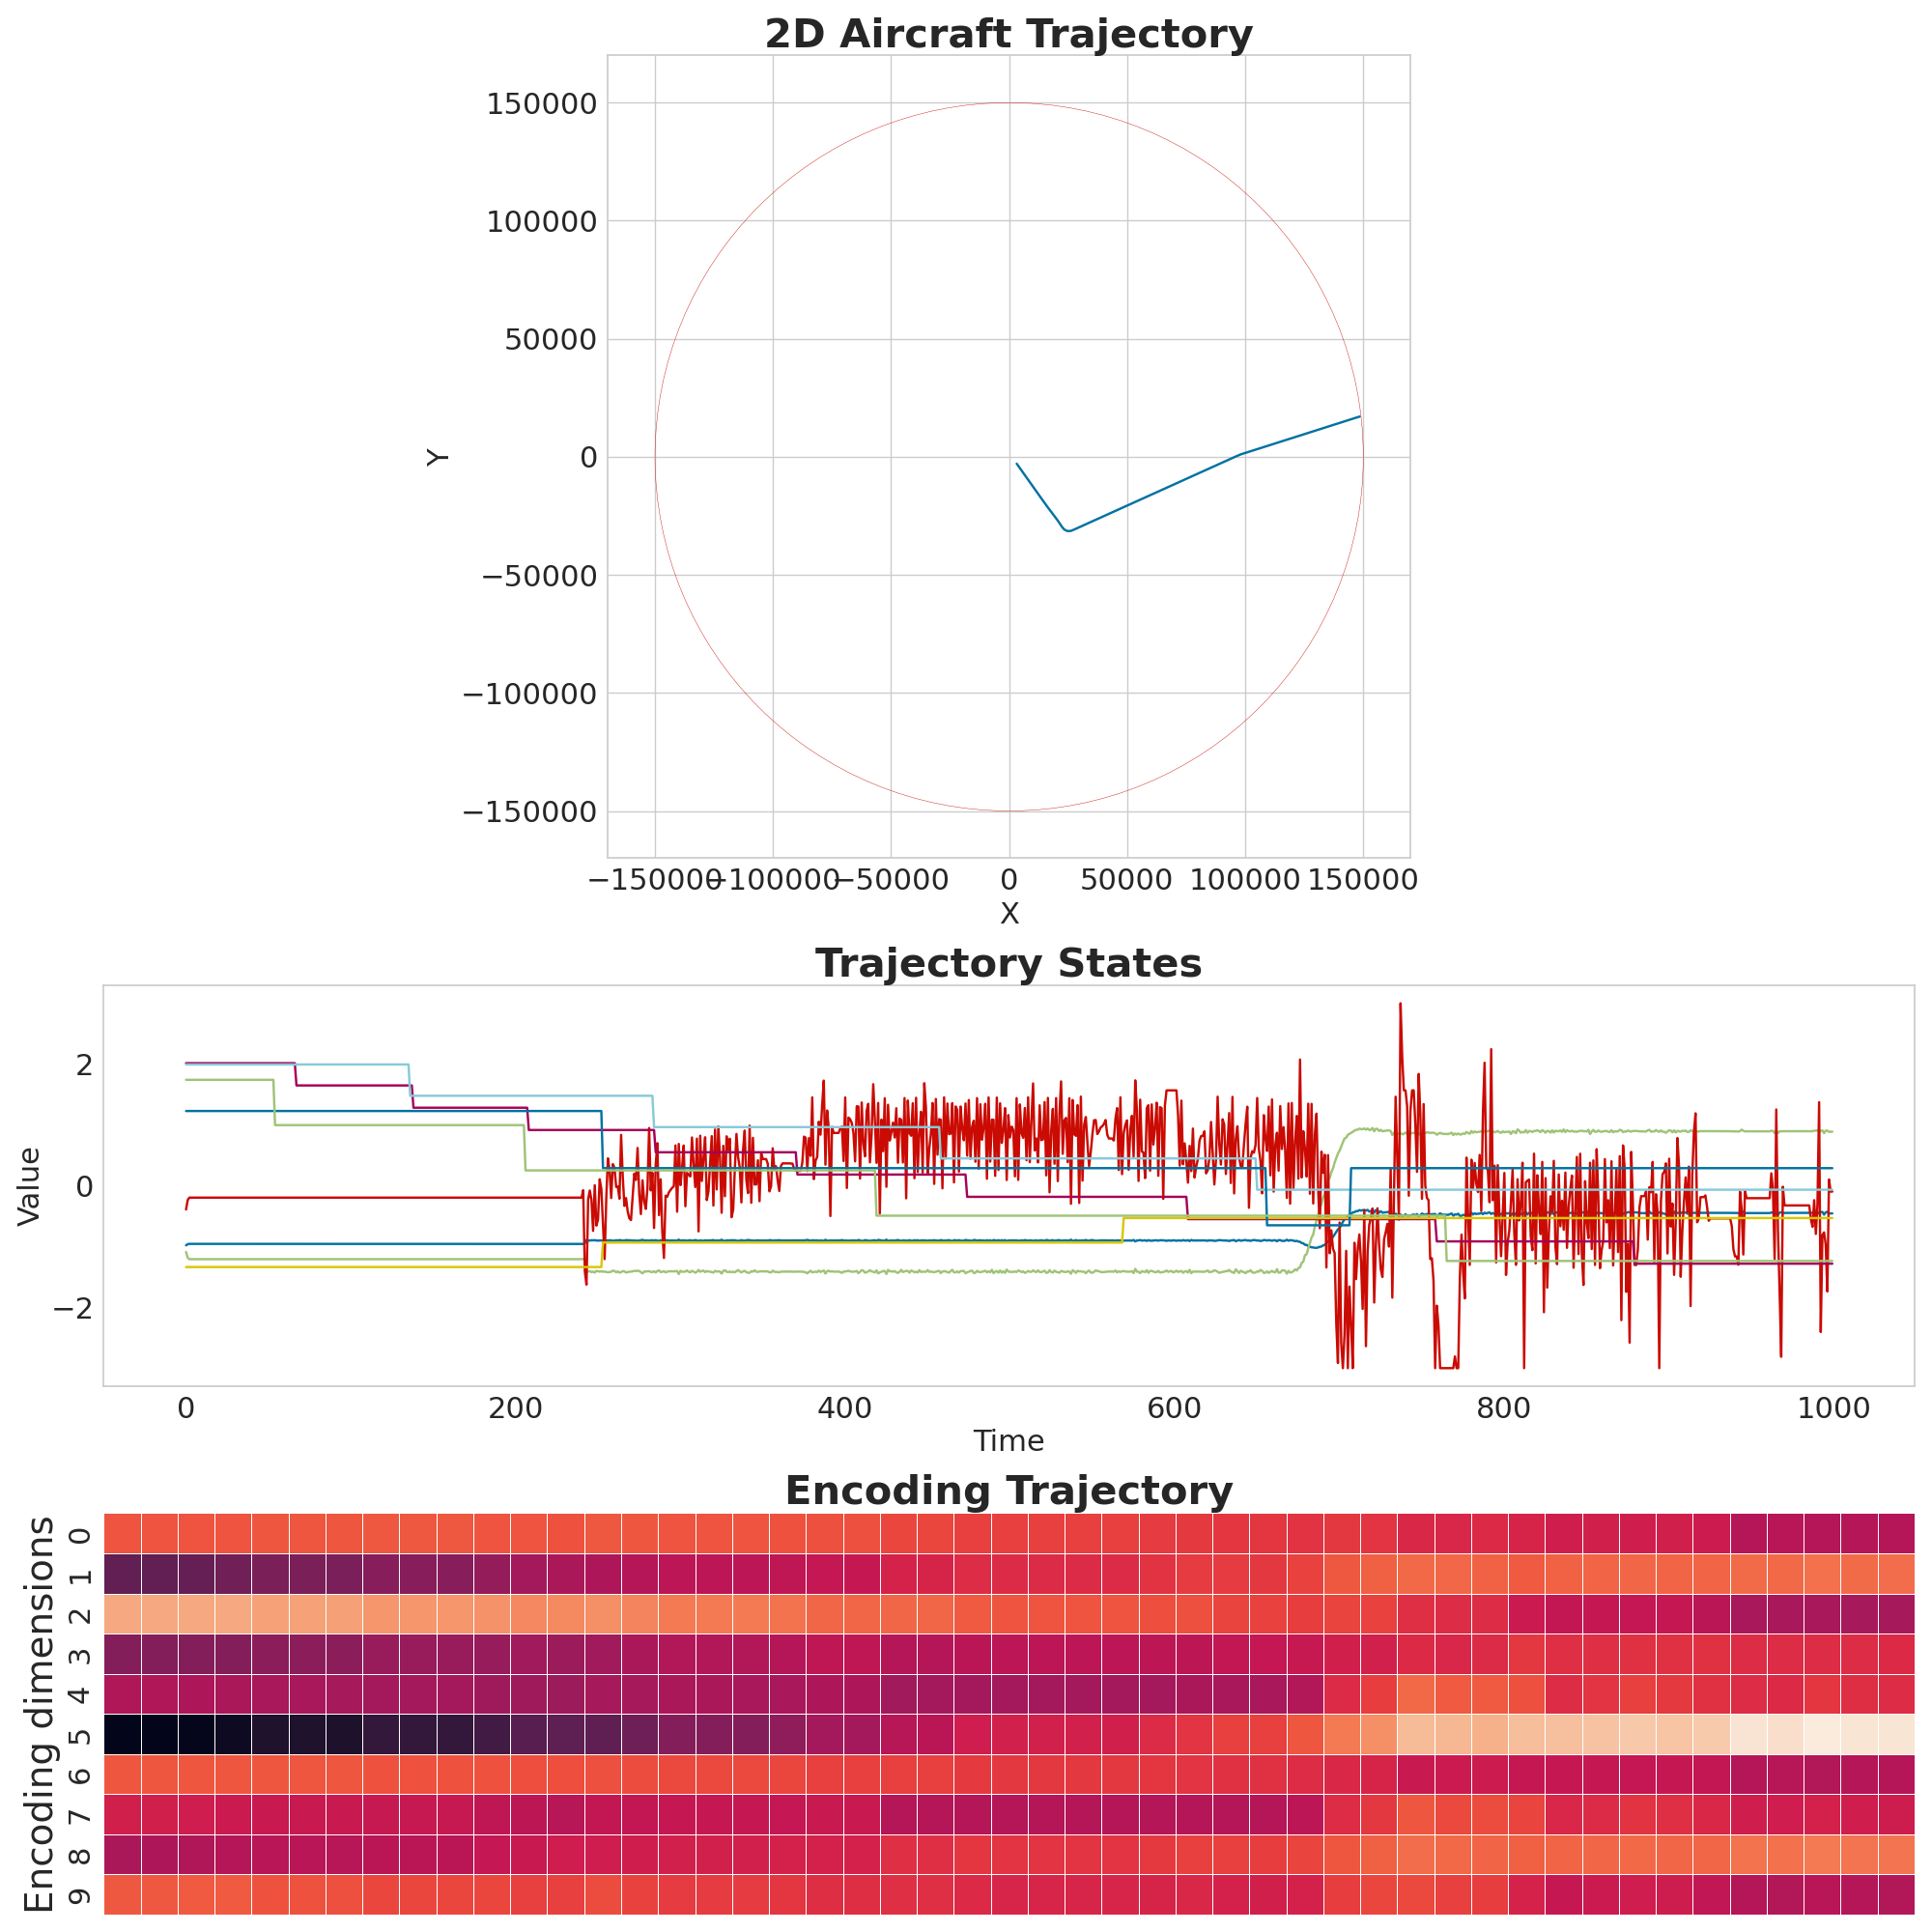 2D Aircraft Trajectory
150000
100000
50000
0
−50000
−100000
−150000
Y
−150000 −100000 −50000 0 50000 100000 150000
X
Trajectory States
2
0
−2
Value
0 200 400 600 800 1000
Time
Encoding Trajectory
Encoding dimensions
0
1
2
3
4
5
6
7
8
9